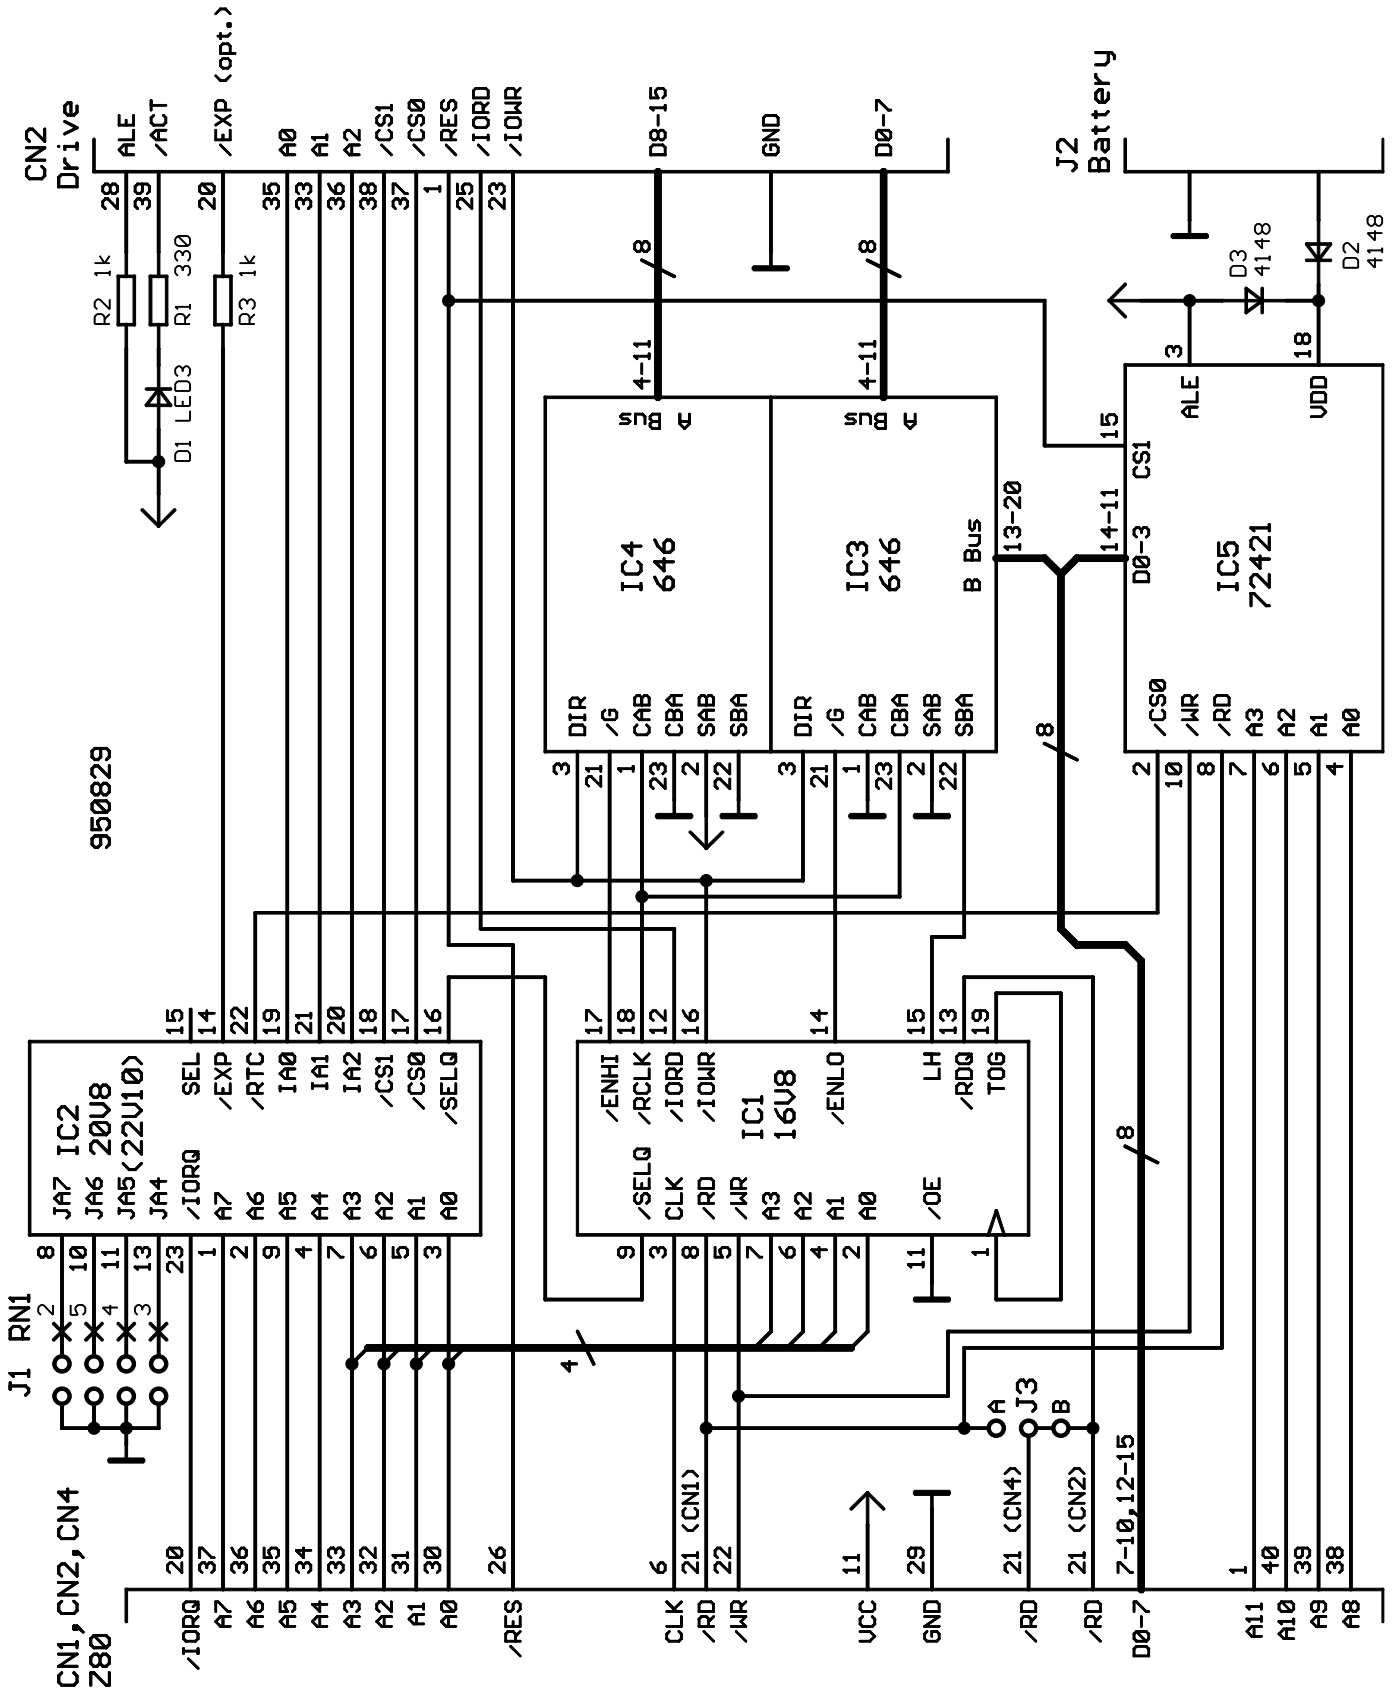 CN2
Drive
28
ALE
39
/ACT
20
/EXP (opt.)
35
A0
33
A1
36
A2
38
/CS1
37
/CS0
1
/RES
25
/IORD
23
/IOWR
D8-15
GND
D0-7
8
8
4-11
4-11
R2 1k
R1 330
R3 1k
D1 LED3
J2
Battery
D3
4148
D2
4148
950829
IC4
646
Bus
A
DIR
/G
CAB
CBA
SAB
SBA
3
21
1
23
2
22
IC3
646
Bus
A
B Bus
13-20
DIR
/G
CAB
CBA
SAB
SBA
3
21
1
23
2
22
IC5
72421
ALE
3
VDD
18
CS1
15
D0-3
14-11
8
/CS0
/WR
/RD
A3
A2
A1
A0
2
10
8
7
6
5
4
IC2
20V8
(22V10)
JA7
JA6
JA5
JA4
/IORQ
A7
A6
A5
A4
A3
A2
A1
A0
SEL
/EXP
/RTC
IA0
IA1
IA2
/CS1
/CS0
/SELQ
15
14
22
19
21
20
18
17
16
8
10
11
13
23
1
2
9
4
7
6
5
3
J1
RN1
2
5
4
3
IC1
16V8
/ENHI
/RCLK
/IORD
/IOWR
/ENLO
LH
/RDQ
TOG
17
18
12
16
14
15
13
19
/SELQ
CLK
/RD
/WR
A3
A2
A1
A0
/OE
9
3
8
5
7
6
4
2
11
1
4
8
A
J3
B
CN1,CN2,CN4
Z80
20
/IORQ
37
A7
36
A6
35
A5
34
A4
33
A3
32
A2
31
A1
30
A0
26
/RES
6
CLK
21 (CN1)
/RD
22
/WR
11
VCC
29
GND
21 (CN4)
/RD
21 (CN2)
/RD
7-10,12-15
D0-7
1
A11
40
A10
39
A9
38
A8